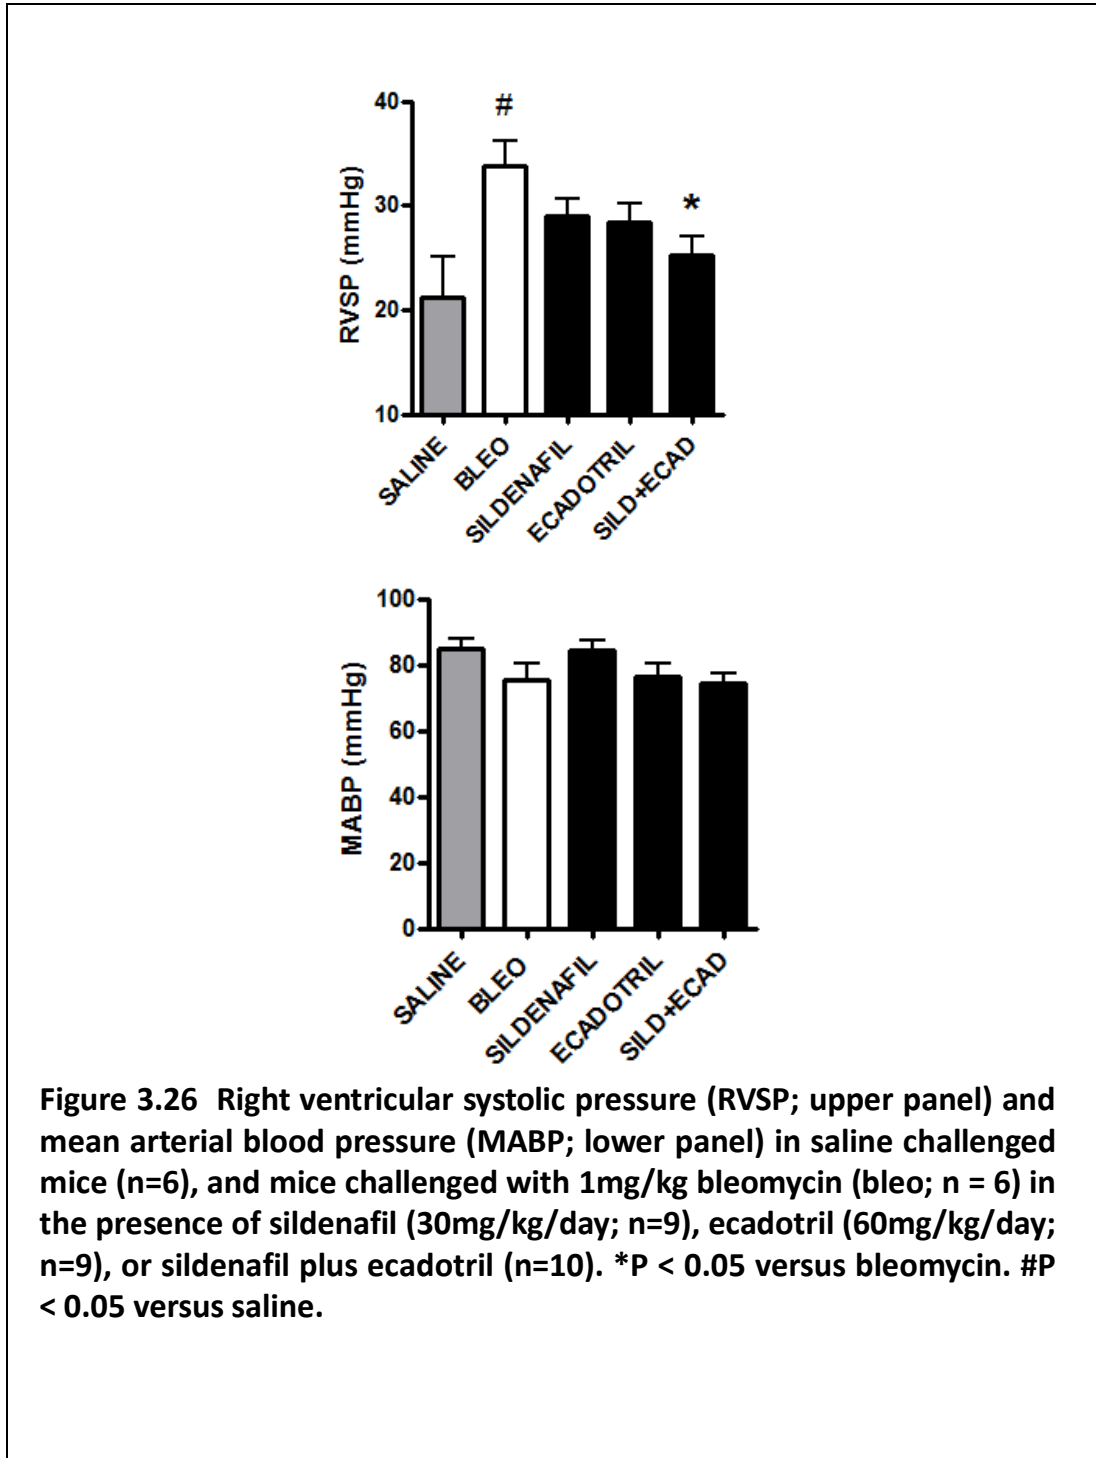 40
#
30
*
20
10
RVSP (mmHg)
SALINE
BLEO
SILDENAFIL
ECADOTRIL
SILD+ECAD
100
80
60
40
20
0
MABP (mmHg)
SALINE
BLEO
SILDENAFIL
ECADOTRIL
SILD+ECAD
Figure 3.26 Right ventricular systolic pressure (RVSP; upper panel) and
mean arterial blood pressure (MABP; lower panel) in saline challenged
mice (n=6), and mice challenged with 1mg/kg bleomycin (bleo; n = 6) in
the presence of sildenafil (30mg/kg/day; n=9), ecadotril (60mg/kg/day;
n=9), or sildenafil plus ecadotril (n=10). *P < 0.05 versus bleomycin. #P
< 0.05 versus saline.